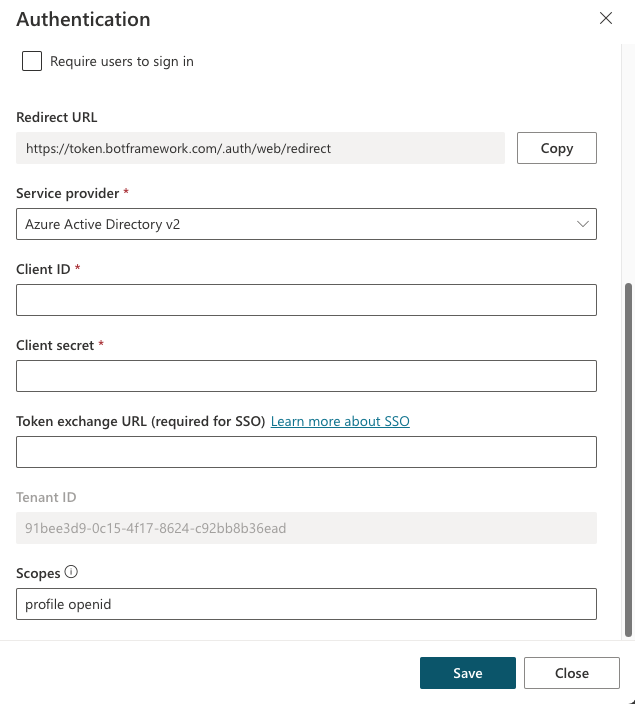 Authentication
Require users to sign in
Redirect URL
https://token.botframework.com/.auth/web/redirect
Copy
Service provider *
Azure Active Directory v2
Client ID *
Client secret *
Token exchange URL (required for SSO) Learn more about SSO
Tenant ID
91bee3d9-0c15-4f17-8624-c92bb8b36ead
Scopes
profile openid
Save
Close